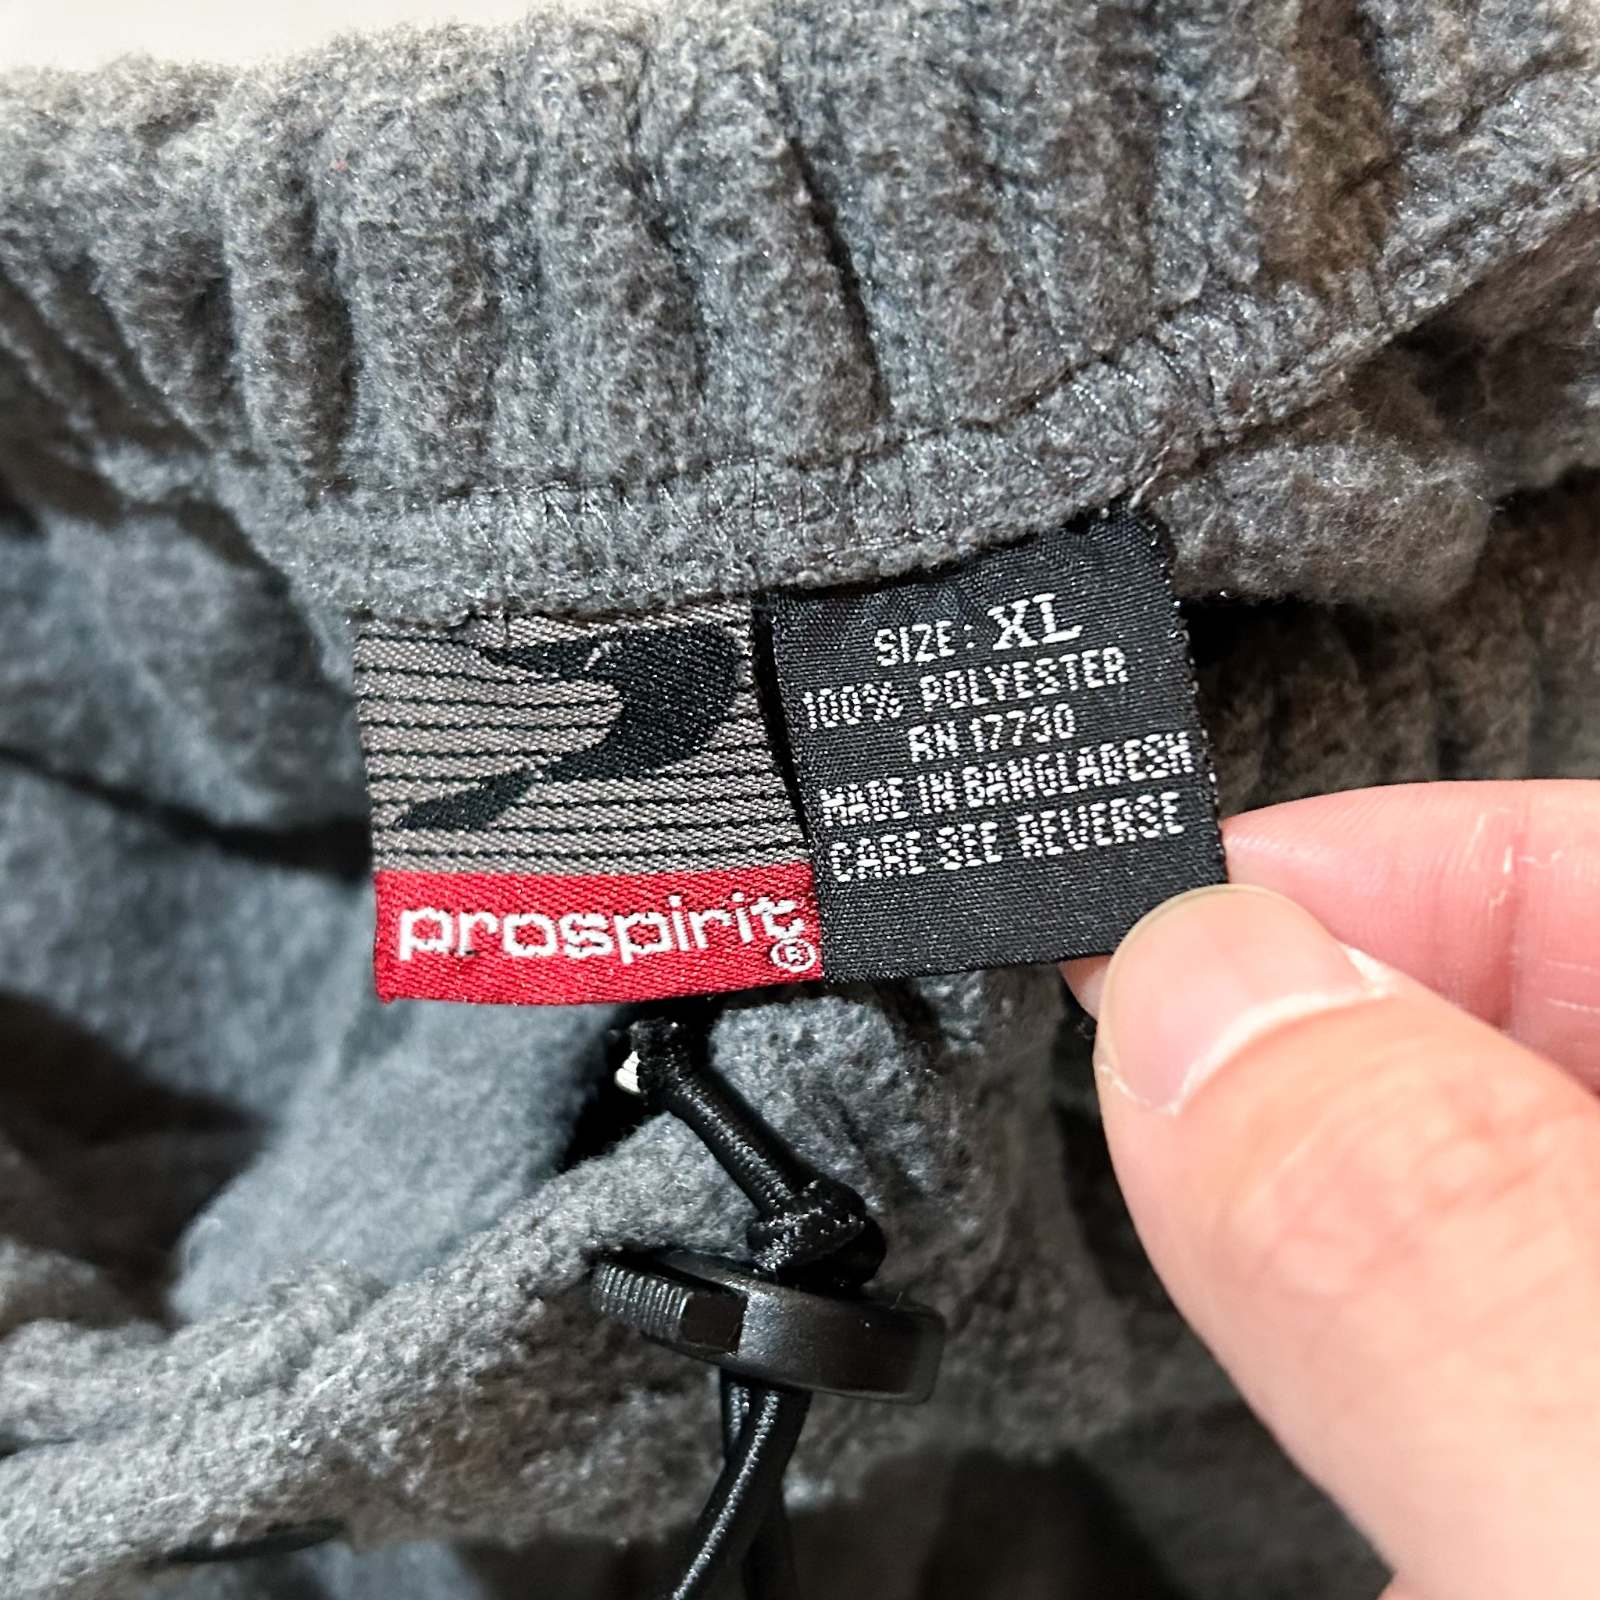 prospirit®
SIZE: XL
100% POLYESTER
RN 17730
MADE IN BANGLADESH
CARE SEE REVERSE